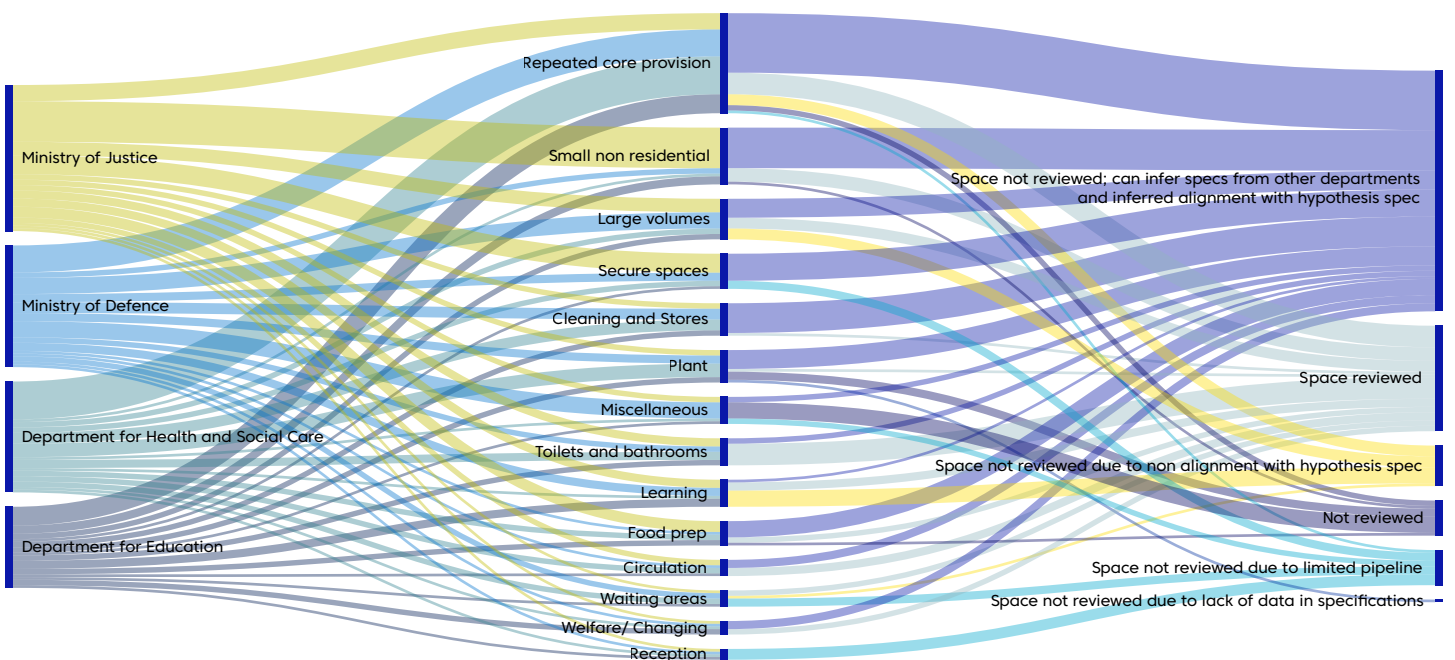 Ministry of Justice
Ministry of Defence
Department for Health and Social Care
Department for Education
Repeated core provision
Small non residential
Large volumes
Secure spaces
Cleaning and Stores
Plant
Miscellaneous
Toilets and bathrooms
Learning
Food prep
Circulation
Waiting areas
Welfare/ Changing
Reception
Space not reviewed; can infer specs from other departments
and inferred alignment with hypothesis spec
Space reviewed
Space not reviewed due to non alignment with hypothesis spec
Not reviewed
Space not reviewed due to limited pipeline
Space not reviewed due to lack of data in specifications